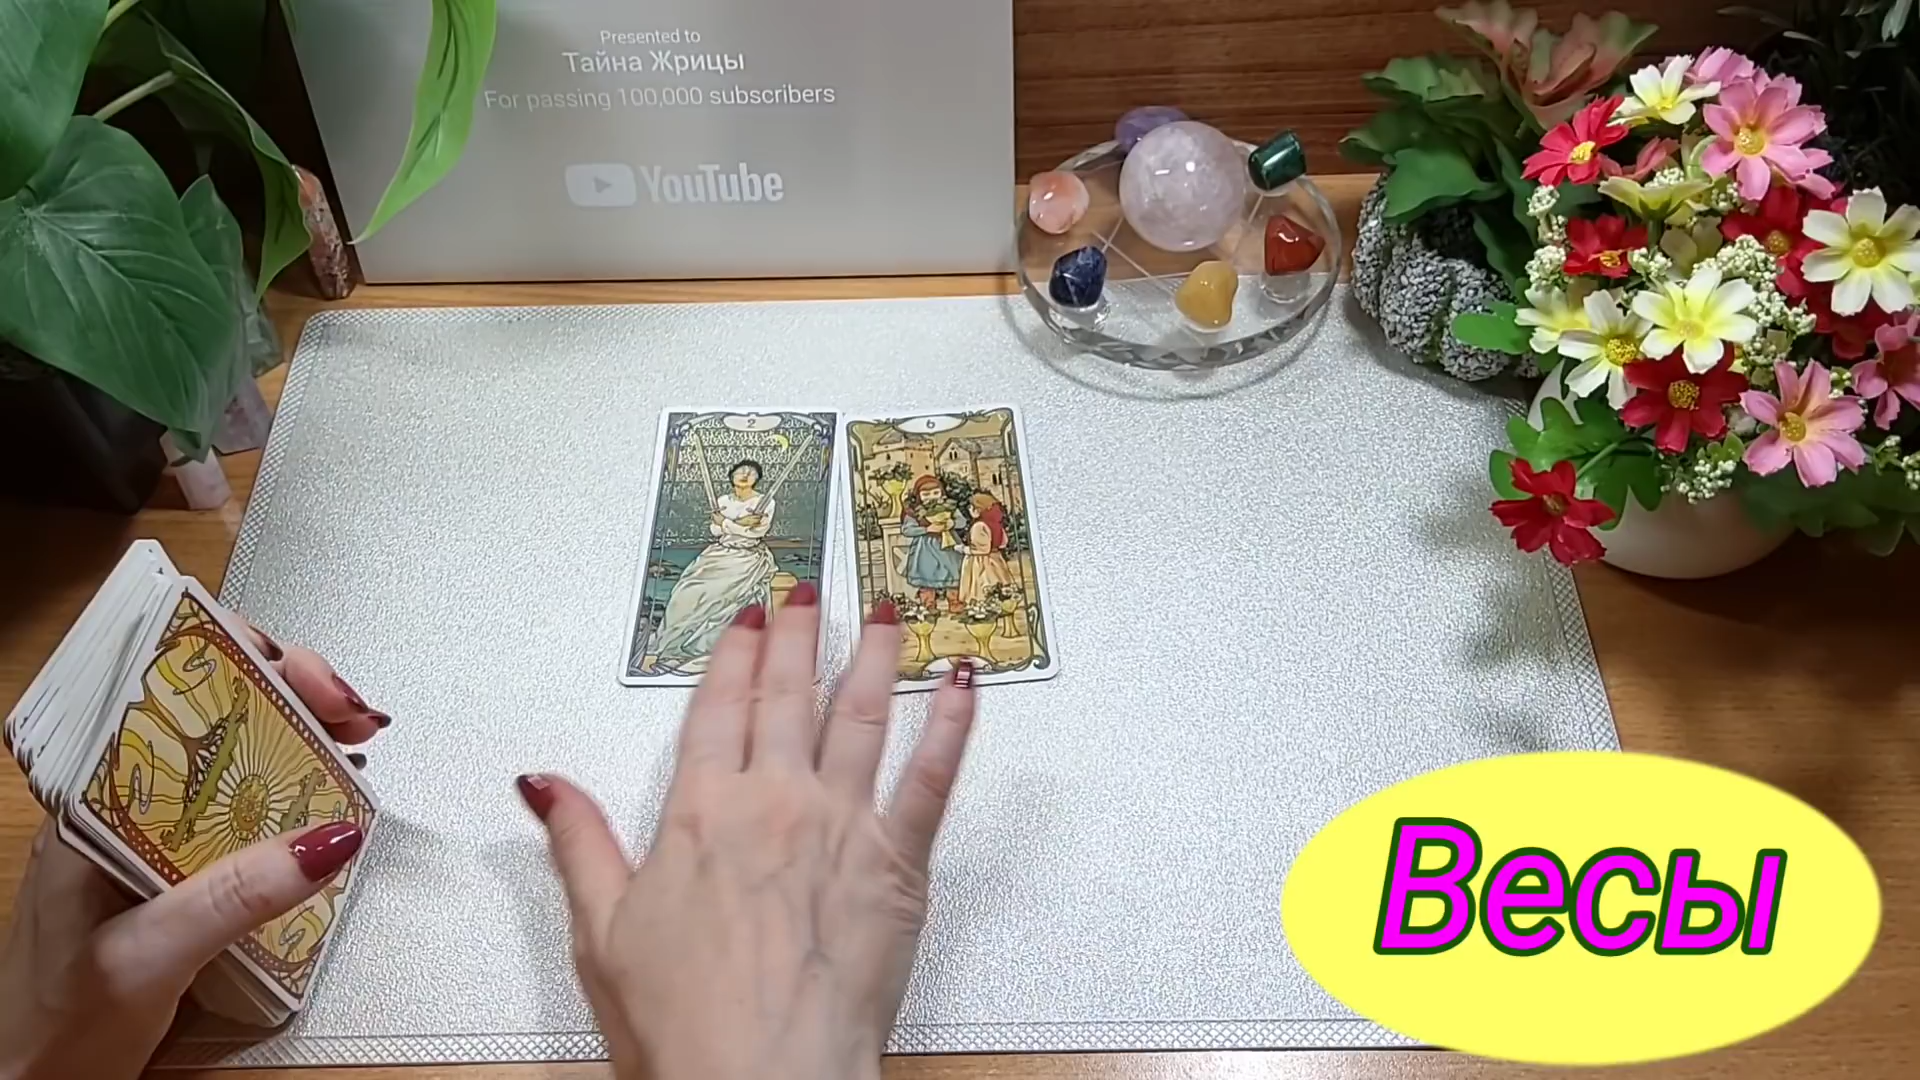 Presented to
Тайна Жрицы
For passing 100,000 subscribers
YouTube
2
6
Весы